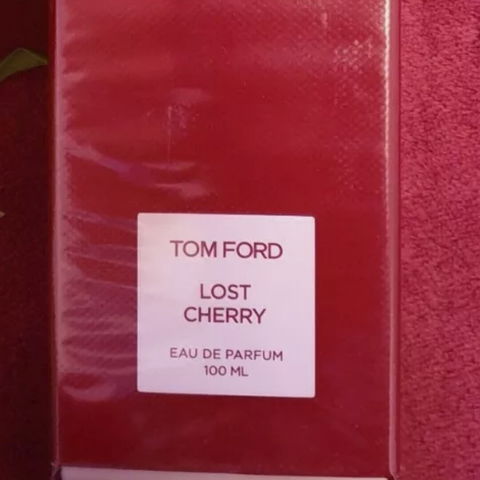 TOM FORD
LOST
CHERRY
EAU DE PARFUM
100 ML